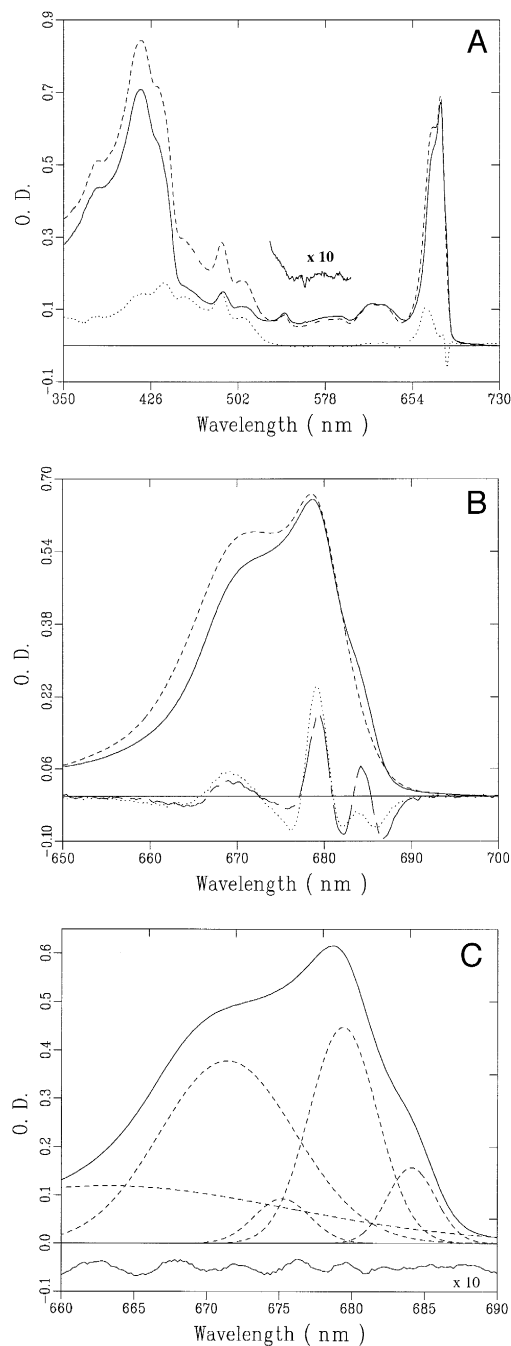 A
0.9
0.7
0.5
0.3
0.1
−0.1
O. D.
x 10
350 426 502 578 654 730
Wavelength ( nm )
B
0.70
0.54
0.38
0.22
0.06
−0.10
O. D.
650 660 670 680 690 700
Wavelength ( nm )
C
0.6
0.5
0.4
0.3
0.2
0.1
0.0
−0.1
O. D.
x 10
660 665 670 675 680 685 690
Wavelength ( nm )